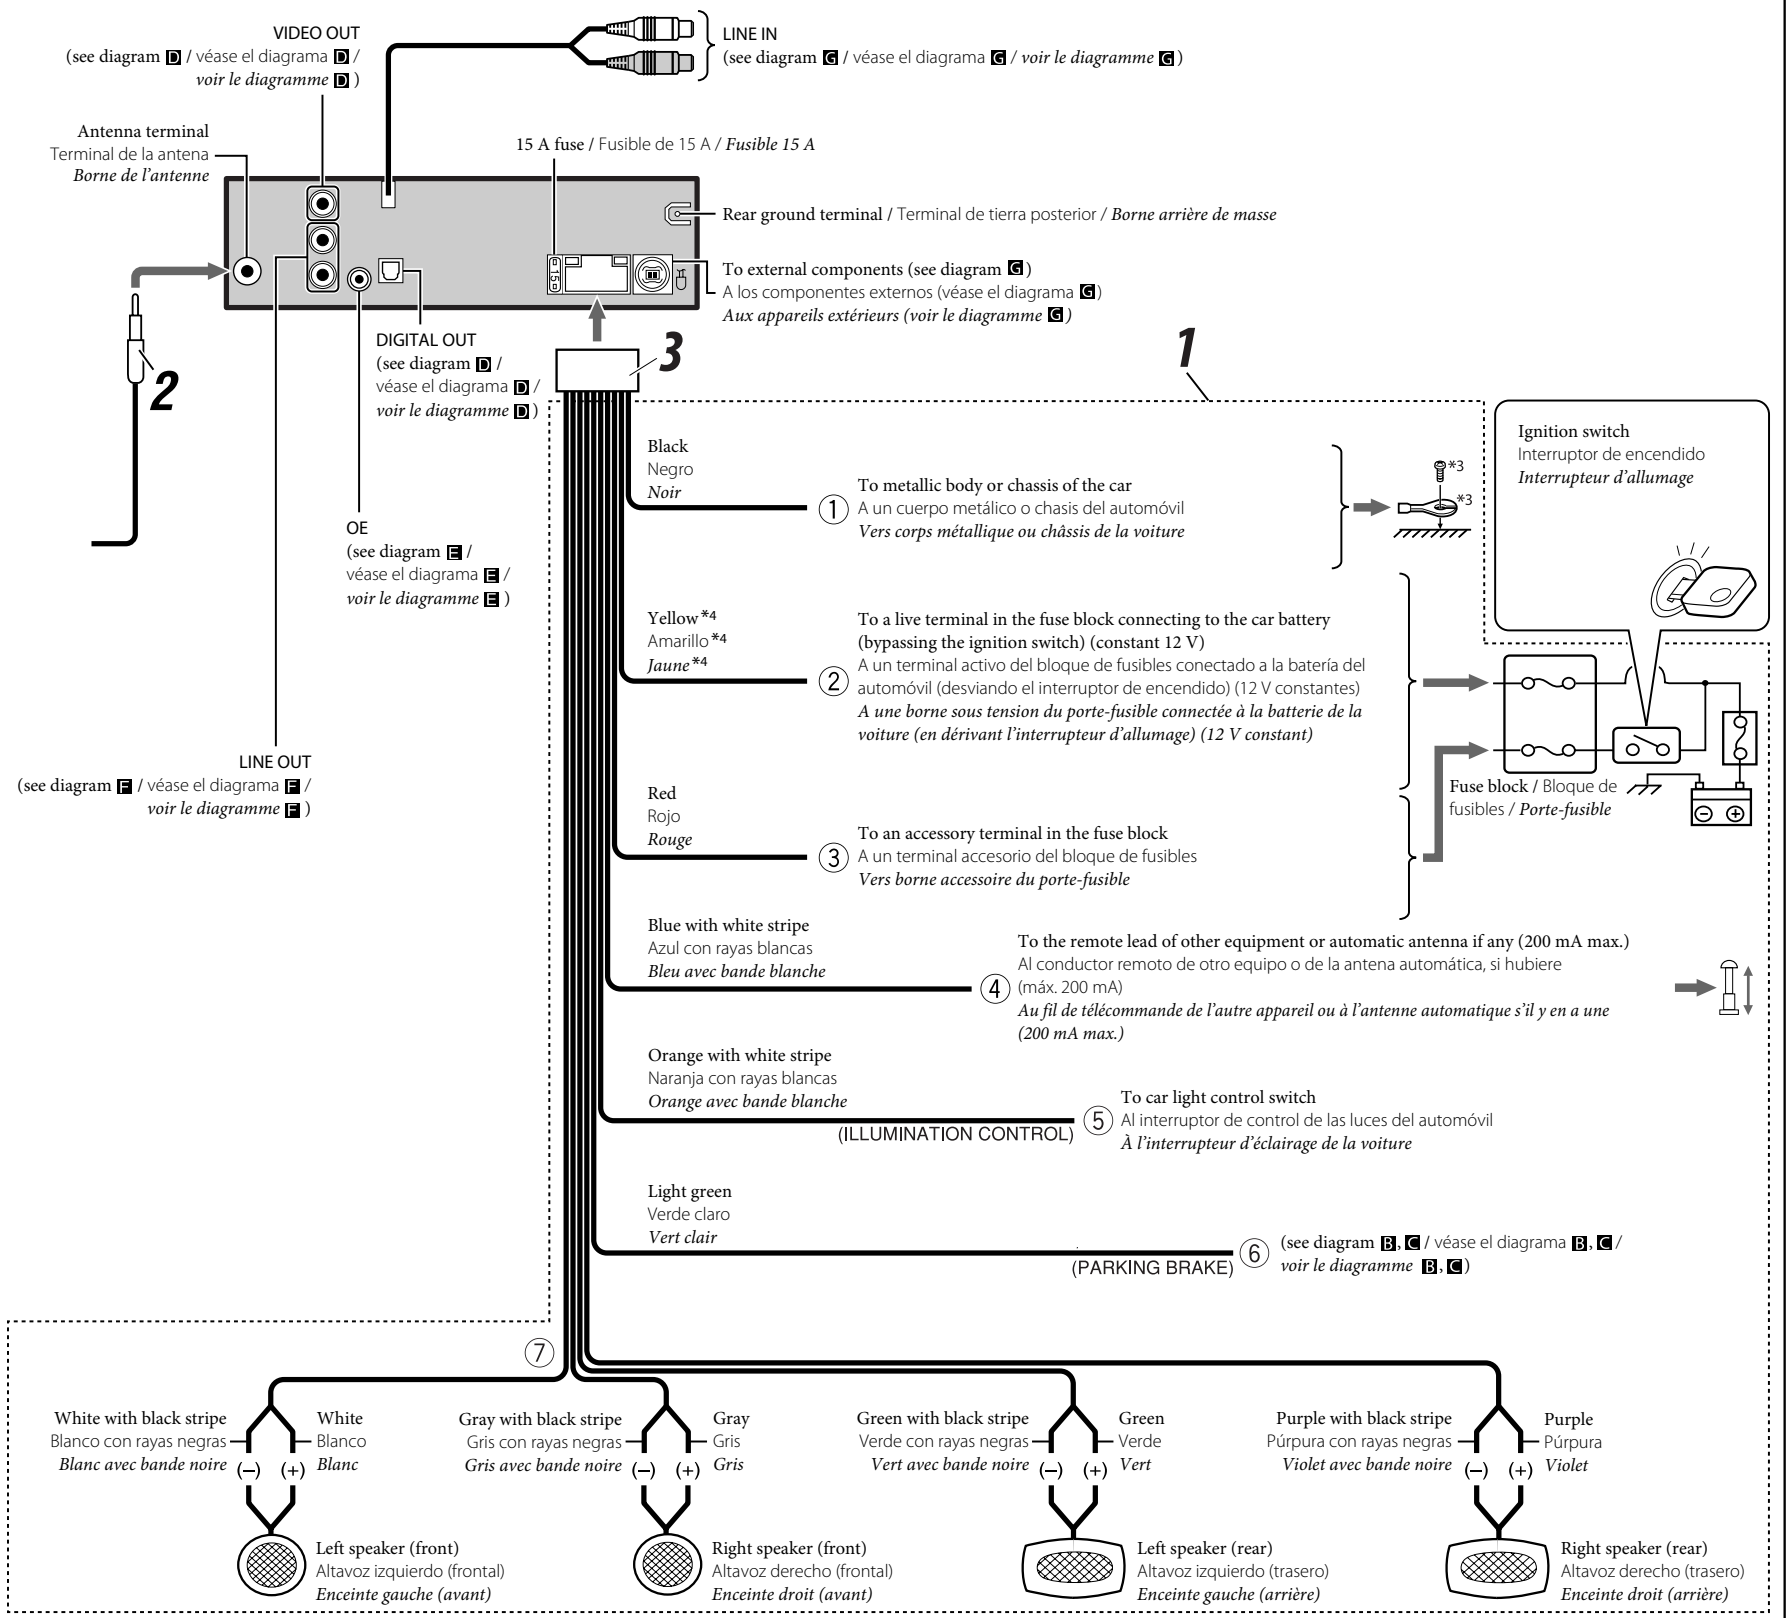 VIDEO OUT
(see diagram D / véase el diagrama D /
voir le diagramme D )
LINE IN
(see diagram G / véase el diagrama G / voir le diagramme G )
Antenna terminal
Terminal de la antena
Borne de l'antenne
15 A fuse / Fusible de 15 A / Fusible 15 A
Rear ground terminal / Terminal de tierra posterior / Borne arrière de masse
15
To external components (see diagram G )
A los componentes externos (véase el diagrama G )
Aux appareils extérieurs (voir le diagramme G )
2
DIGITAL OUT
(see diagram D /
véase el diagrama D /
voir le diagramme D )
3
1
OE
(see diagram E /
véase el diagrama E /
voir le diagramme E )
LINE OUT
(see diagram F / véase el diagrama F /
voir le diagramme F )
Black
Negro
Noir
① To metallic body or chassis of the car
A un cuerpo metálico o chasis del automóvil
Vers corps métallique ou châssis de la voiture
*3
*3
Ignition switch
Interruptor de encendido
Interrupteur d'allumage
Yellow*4
Amarillo*4
Jaune*4
② To a live terminal in the fuse block connecting to the car battery
(bypassing the ignition switch) (constant 12 V)
A un terminal activo del bloque de fusibles conectado a la batería del
automóvil (desviando el interruptor de encendido) (12 V constantes)
A une borne sous tension du porte-fusible connectée à la batterie de la
voiture (en dérivant l'interrupteur d'allumage) (12 V constant)
Fuse block / Bloque de
fusibles / Porte-fusible
Red
Rojo
Rouge
③ To an accessory terminal in the fuse block
A un terminal accesorio del bloque de fusibles
Vers borne accessoire du porte-fusible
Blue with white stripe
Azul con rayas blancas
Bleu avec bande blanche
④ To the remote lead of other equipment or automatic antenna if any (200 mA max.)
Al conductor remoto de otro equipo o de la antena automática, si hubiere
(máx. 200 mA)
Au fil de télécommande de l'autre appareil ou à l'antenne automatique s'il y en a une
(200 mA max.)
Orange with white stripe
Naranja con rayas blancas
Orange avec bande blanche
(ILLUMINATION CONTROL)
⑤ To car light control switch
Al interruptor de control de las luces del automóvil
À l'interrupteur d'éclairage de la voiture
Light green
Verde claro
Vert clair
(PARKING BRAKE)
⑥ (see diagram B, C / véase el diagrama B, C /
voir le diagramme B, C )
⑦
White with black stripe
Blanco con rayas negras
Blanc avec bande noire
(−) (+)
White
Blanco
Blanc
Left speaker (front)
Altavoz izquierdo (frontal)
Enceinte gauche (avant)
Gray with black stripe
Gris con rayas negras
Gris avec bande noire
(−) (+)
Gray
Gris
Gris
Right speaker (front)
Altavoz derecho (frontal)
Enceinte droit (avant)
Green with black stripe
Verde con rayas negras
Vert avec bande noire
(−) (+)
Green
Verde
Vert
Left speaker (rear)
Altavoz izquierdo (trasero)
Enceinte gauche (arrière)
Purple with black stripe
Púrpura con rayas negras
Violet avec bande noire
(−) (+)
Purple
Púrpura
Violet
Right speaker (rear)
Altavoz derecho (trasero)
Enceinte droit (arrière)